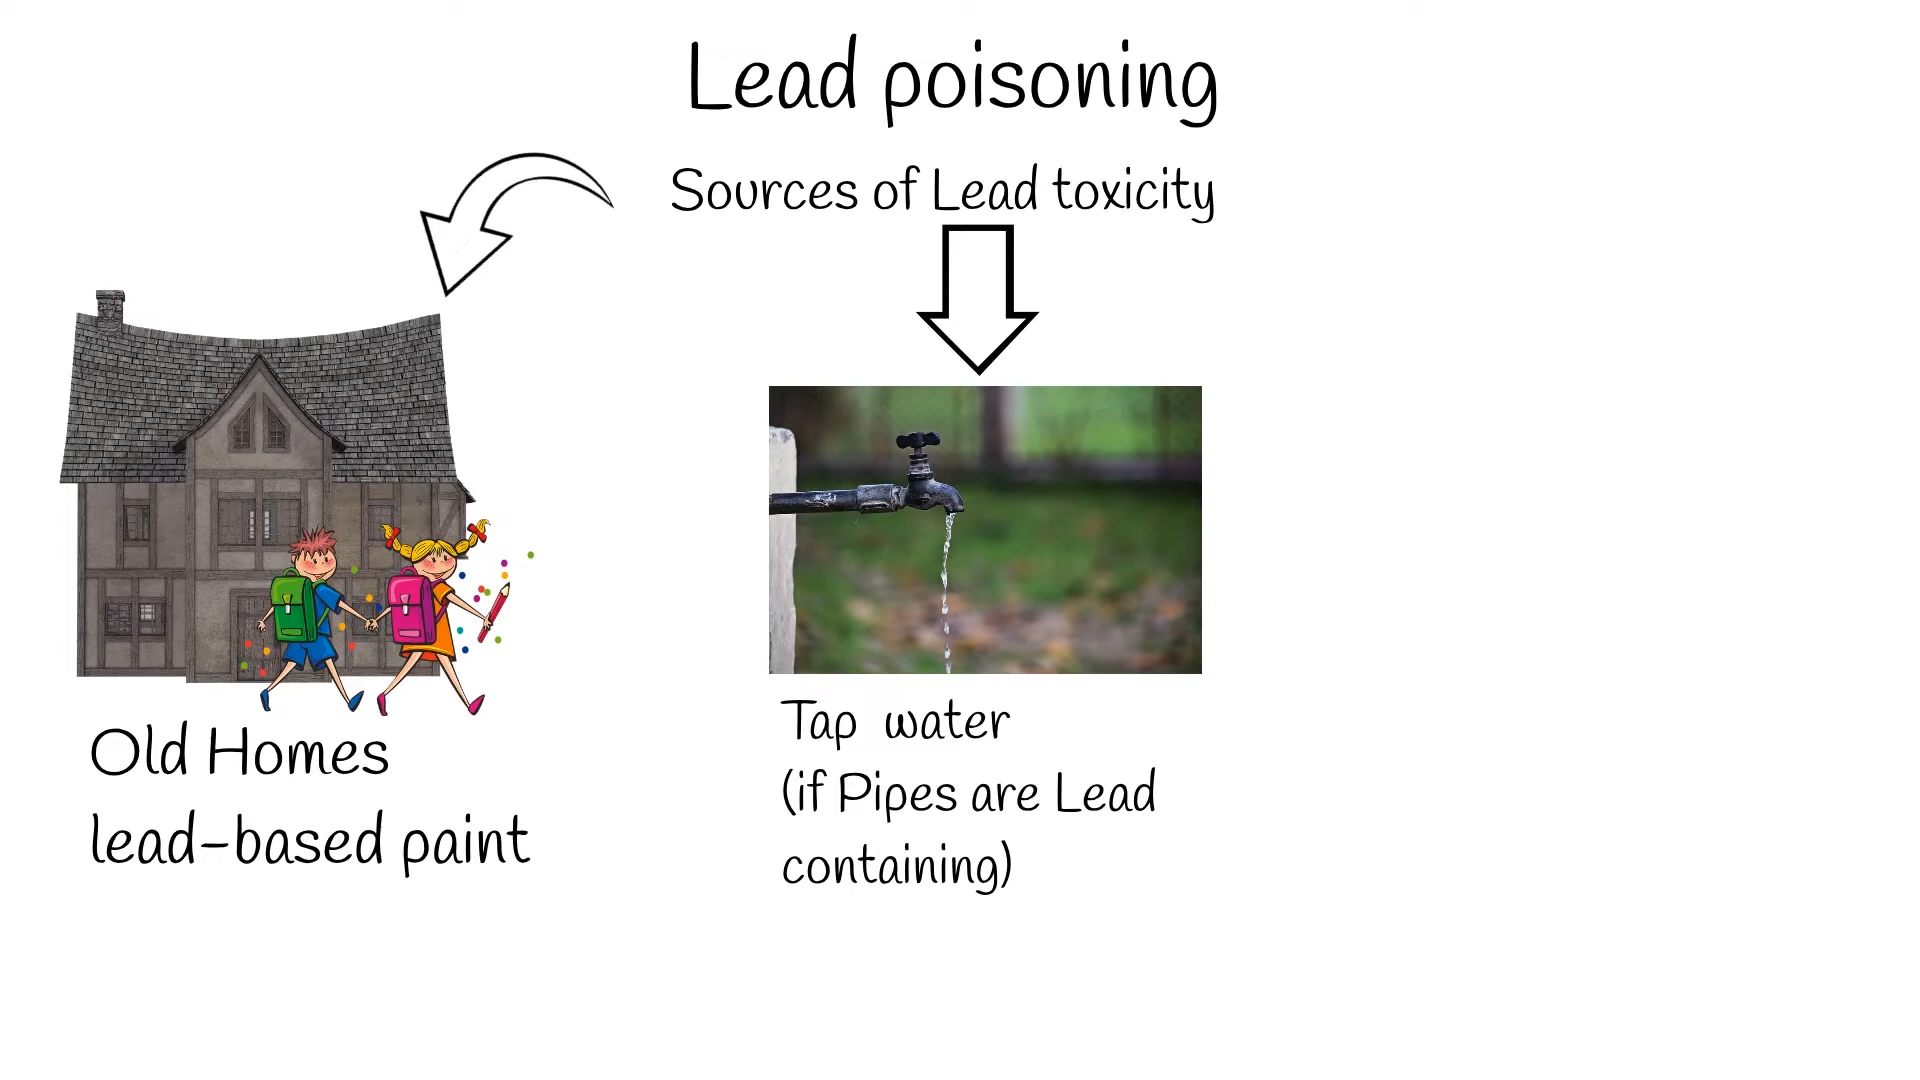 Lead poisoning
Sources of Lead toxicity
Old Homes
lead-based paint
Tap water
(if Pipes are Lead
containing)